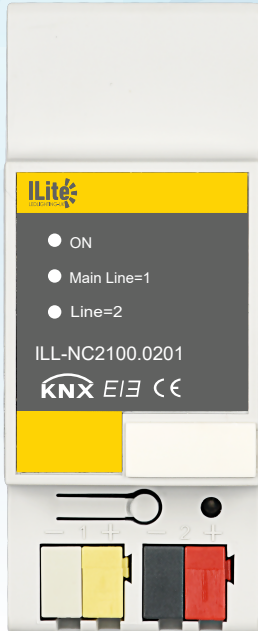 ILite
ON
Main Line=1
Line=2
ILL-NC2100.0201
KNX EIB CE
− 1 + − 2 +